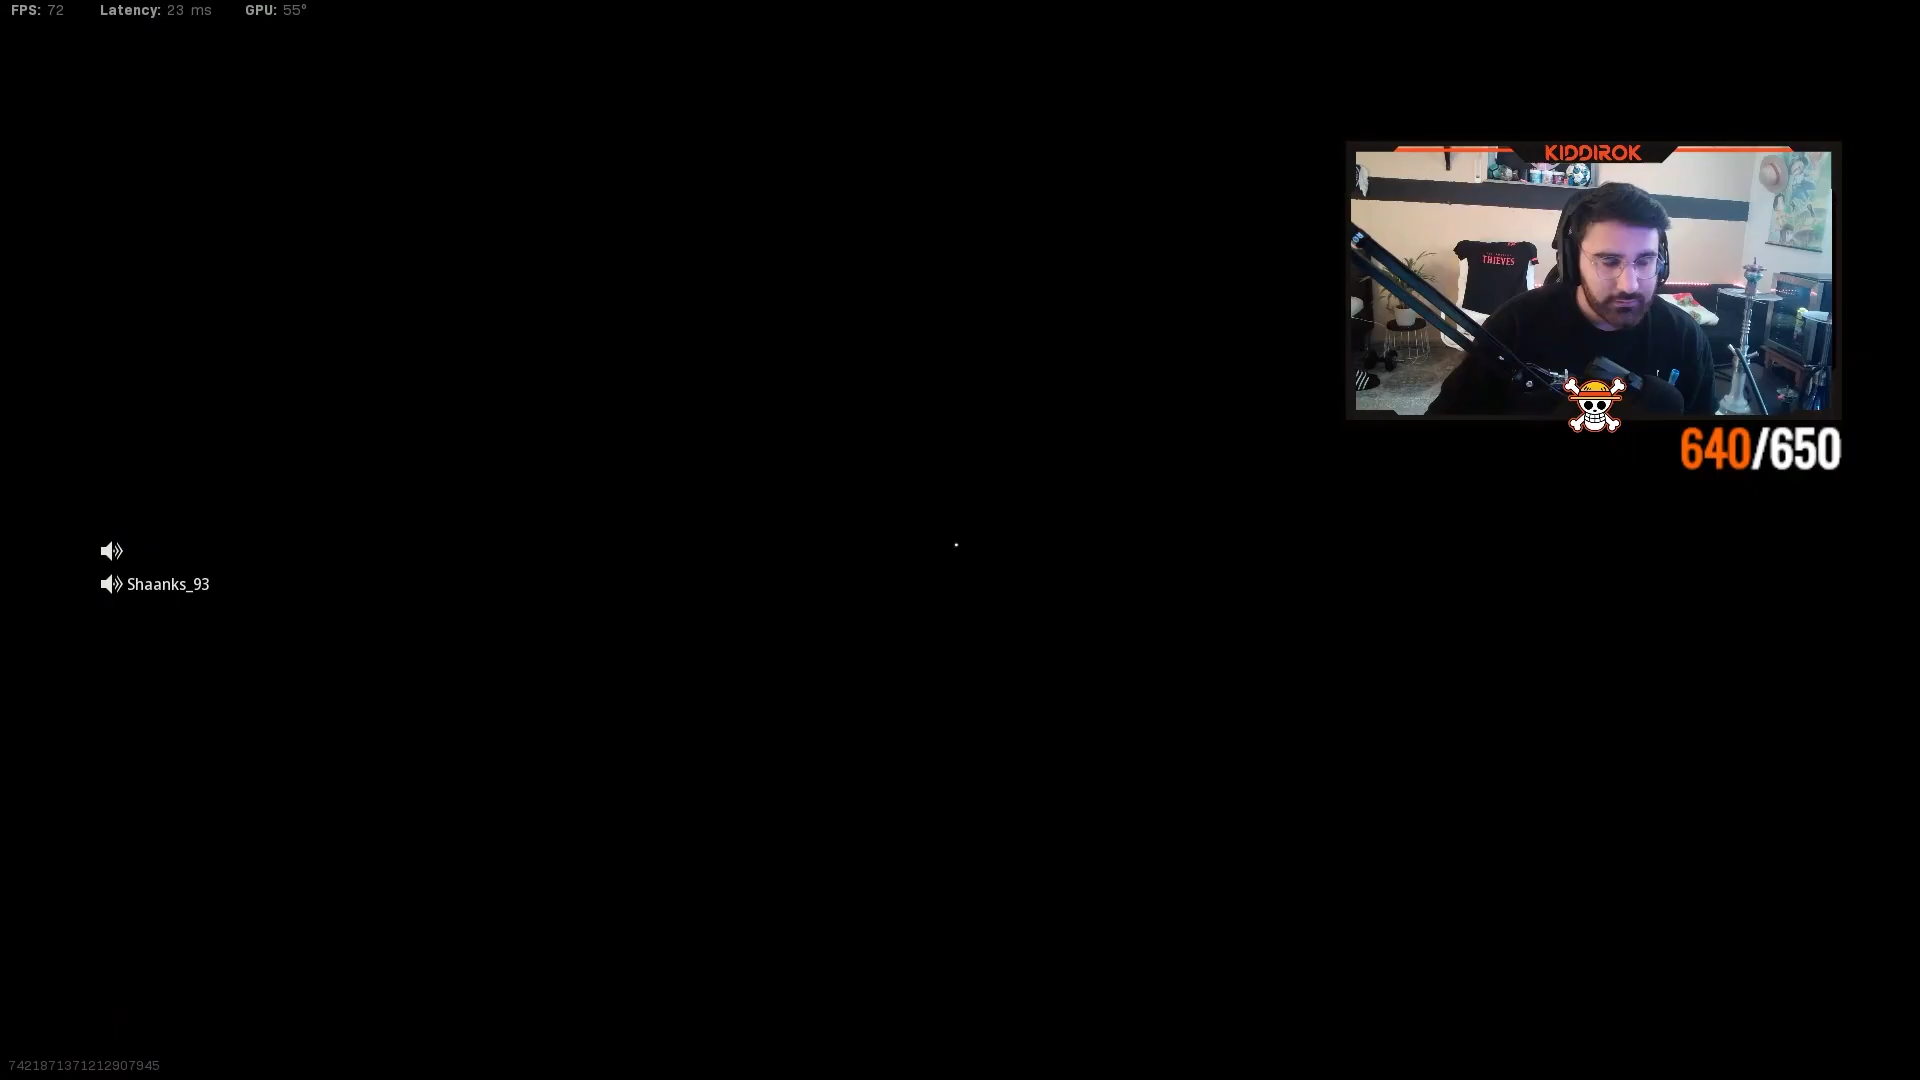 FPS: 72 Latency: 23 ms GPU: 55°
KIDDIROK
THIEVES
640/650
Shaanks_93
7421871371212907945